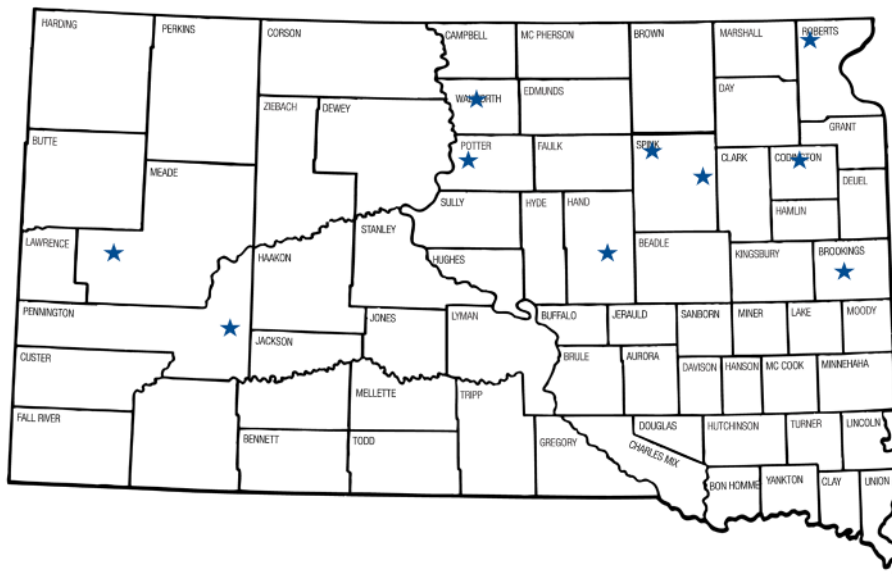 HARDING
PERKINS
CORSON
CAMPBELL
MC PHERSON
BROWN
MARSHALL
ROBERTS
ZIEBACH
DEWEY
WALWORTH
EDMUNDS
DAY
GRANT
BUTTE
MEADE
POTTER
FAULK
SPINK
CLARK
CODINGTON
DEUEL
LAWRENCE
HAAKON
STANLEY
SULLY
HYDE
HAND
HAMLIN
HUGHES
BEADLE
KINGSBURY
BROOKINGS
PENNINGTON
JACKSON
JONES
LYMAN
BUFFALO
JERAULD
SANBORN
MINER
LAKE
MOODY
CUSTER
BRULE
AURORA
DAVISON
HANSON
MC COOK
MINNEHAHA
FALL RIVER
BENNETT
MELLETTE
TODD
TRIPP
GREGORY
DOUGLAS
CHARLES MIX
HUTCHINSON
TURNER
LINCOLN
BON HOMME
YANKTON
CLAY
UNION